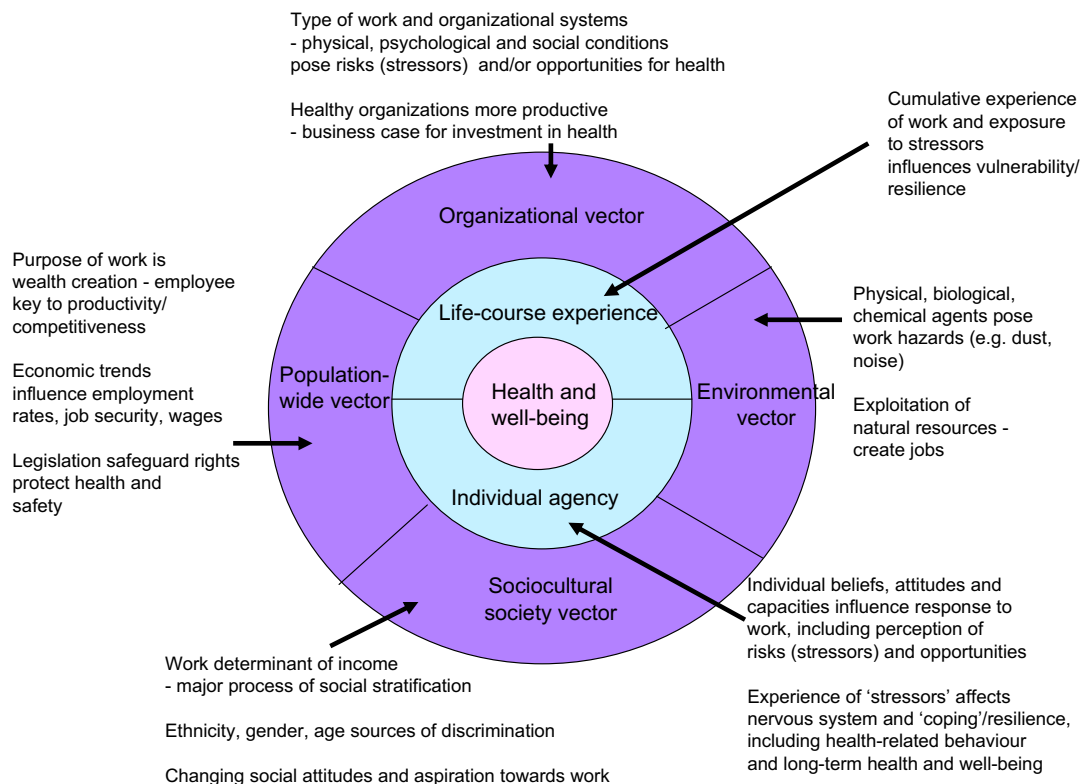 Type of work and organizational systems
- physical, psychological and social conditions
pose risks (stressors) and/or opportunities for health
Healthy organizations more productive
- business case for investment in health
Cumulative experience
of work and exposure
to stressors
influences vulnerability/
resilience
Organizational vector
Purpose of work is
wealth creation - employee
key to productivity/
competitiveness
Economic trends
influence employment
rates, job security, wages
Legislation safeguard rights
protect health and
safety
Life-course experience
Population-
wide vector
Health and
well-being
Environmental
vector
Physical, biological,
chemical agents pose
work hazards (e.g. dust,
noise)
Exploitation of
natural resources -
create jobs
Individual agency
Sociocultural
society vector
Work determinant of income
- major process of social stratification
Ethnicity, gender, age sources of discrimination
Changing social attitudes and aspiration towards work
Individual beliefs, attitudes and
capacities influence response to
work, including perception of
risks (stressors) and opportunities
Experience of ‘stressors’ affects
nervous system and ‘coping’/resilience,
including health-related behaviour
and long-term health and well-being